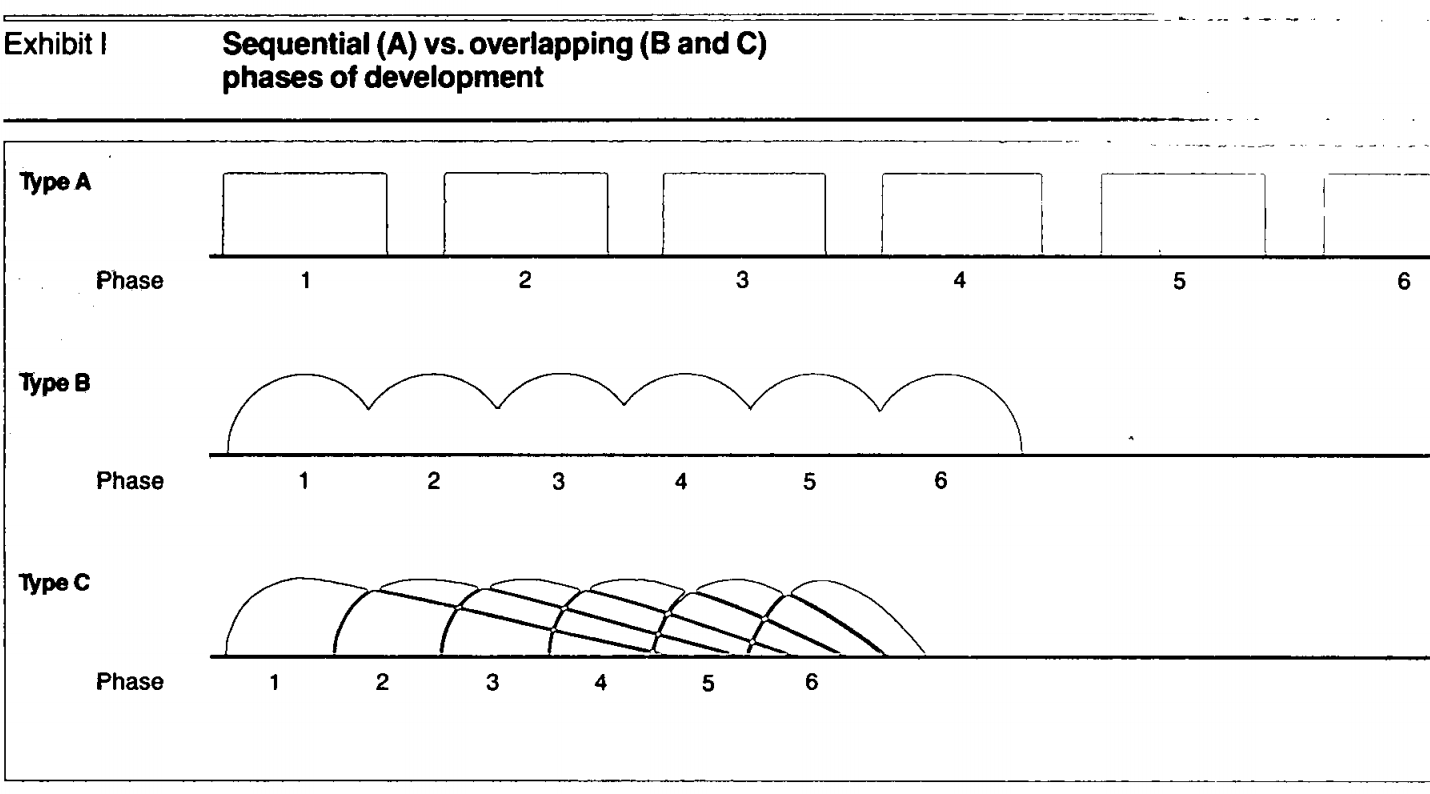 Exhibit I
Sequential (A) vs. overlapping (B and C)
phases of development
Type A
Phase 1 2 3 4 5 6
Type B
Phase 1 2 3 4 5 6
Type C
Phase 1 2 3 4 5 6